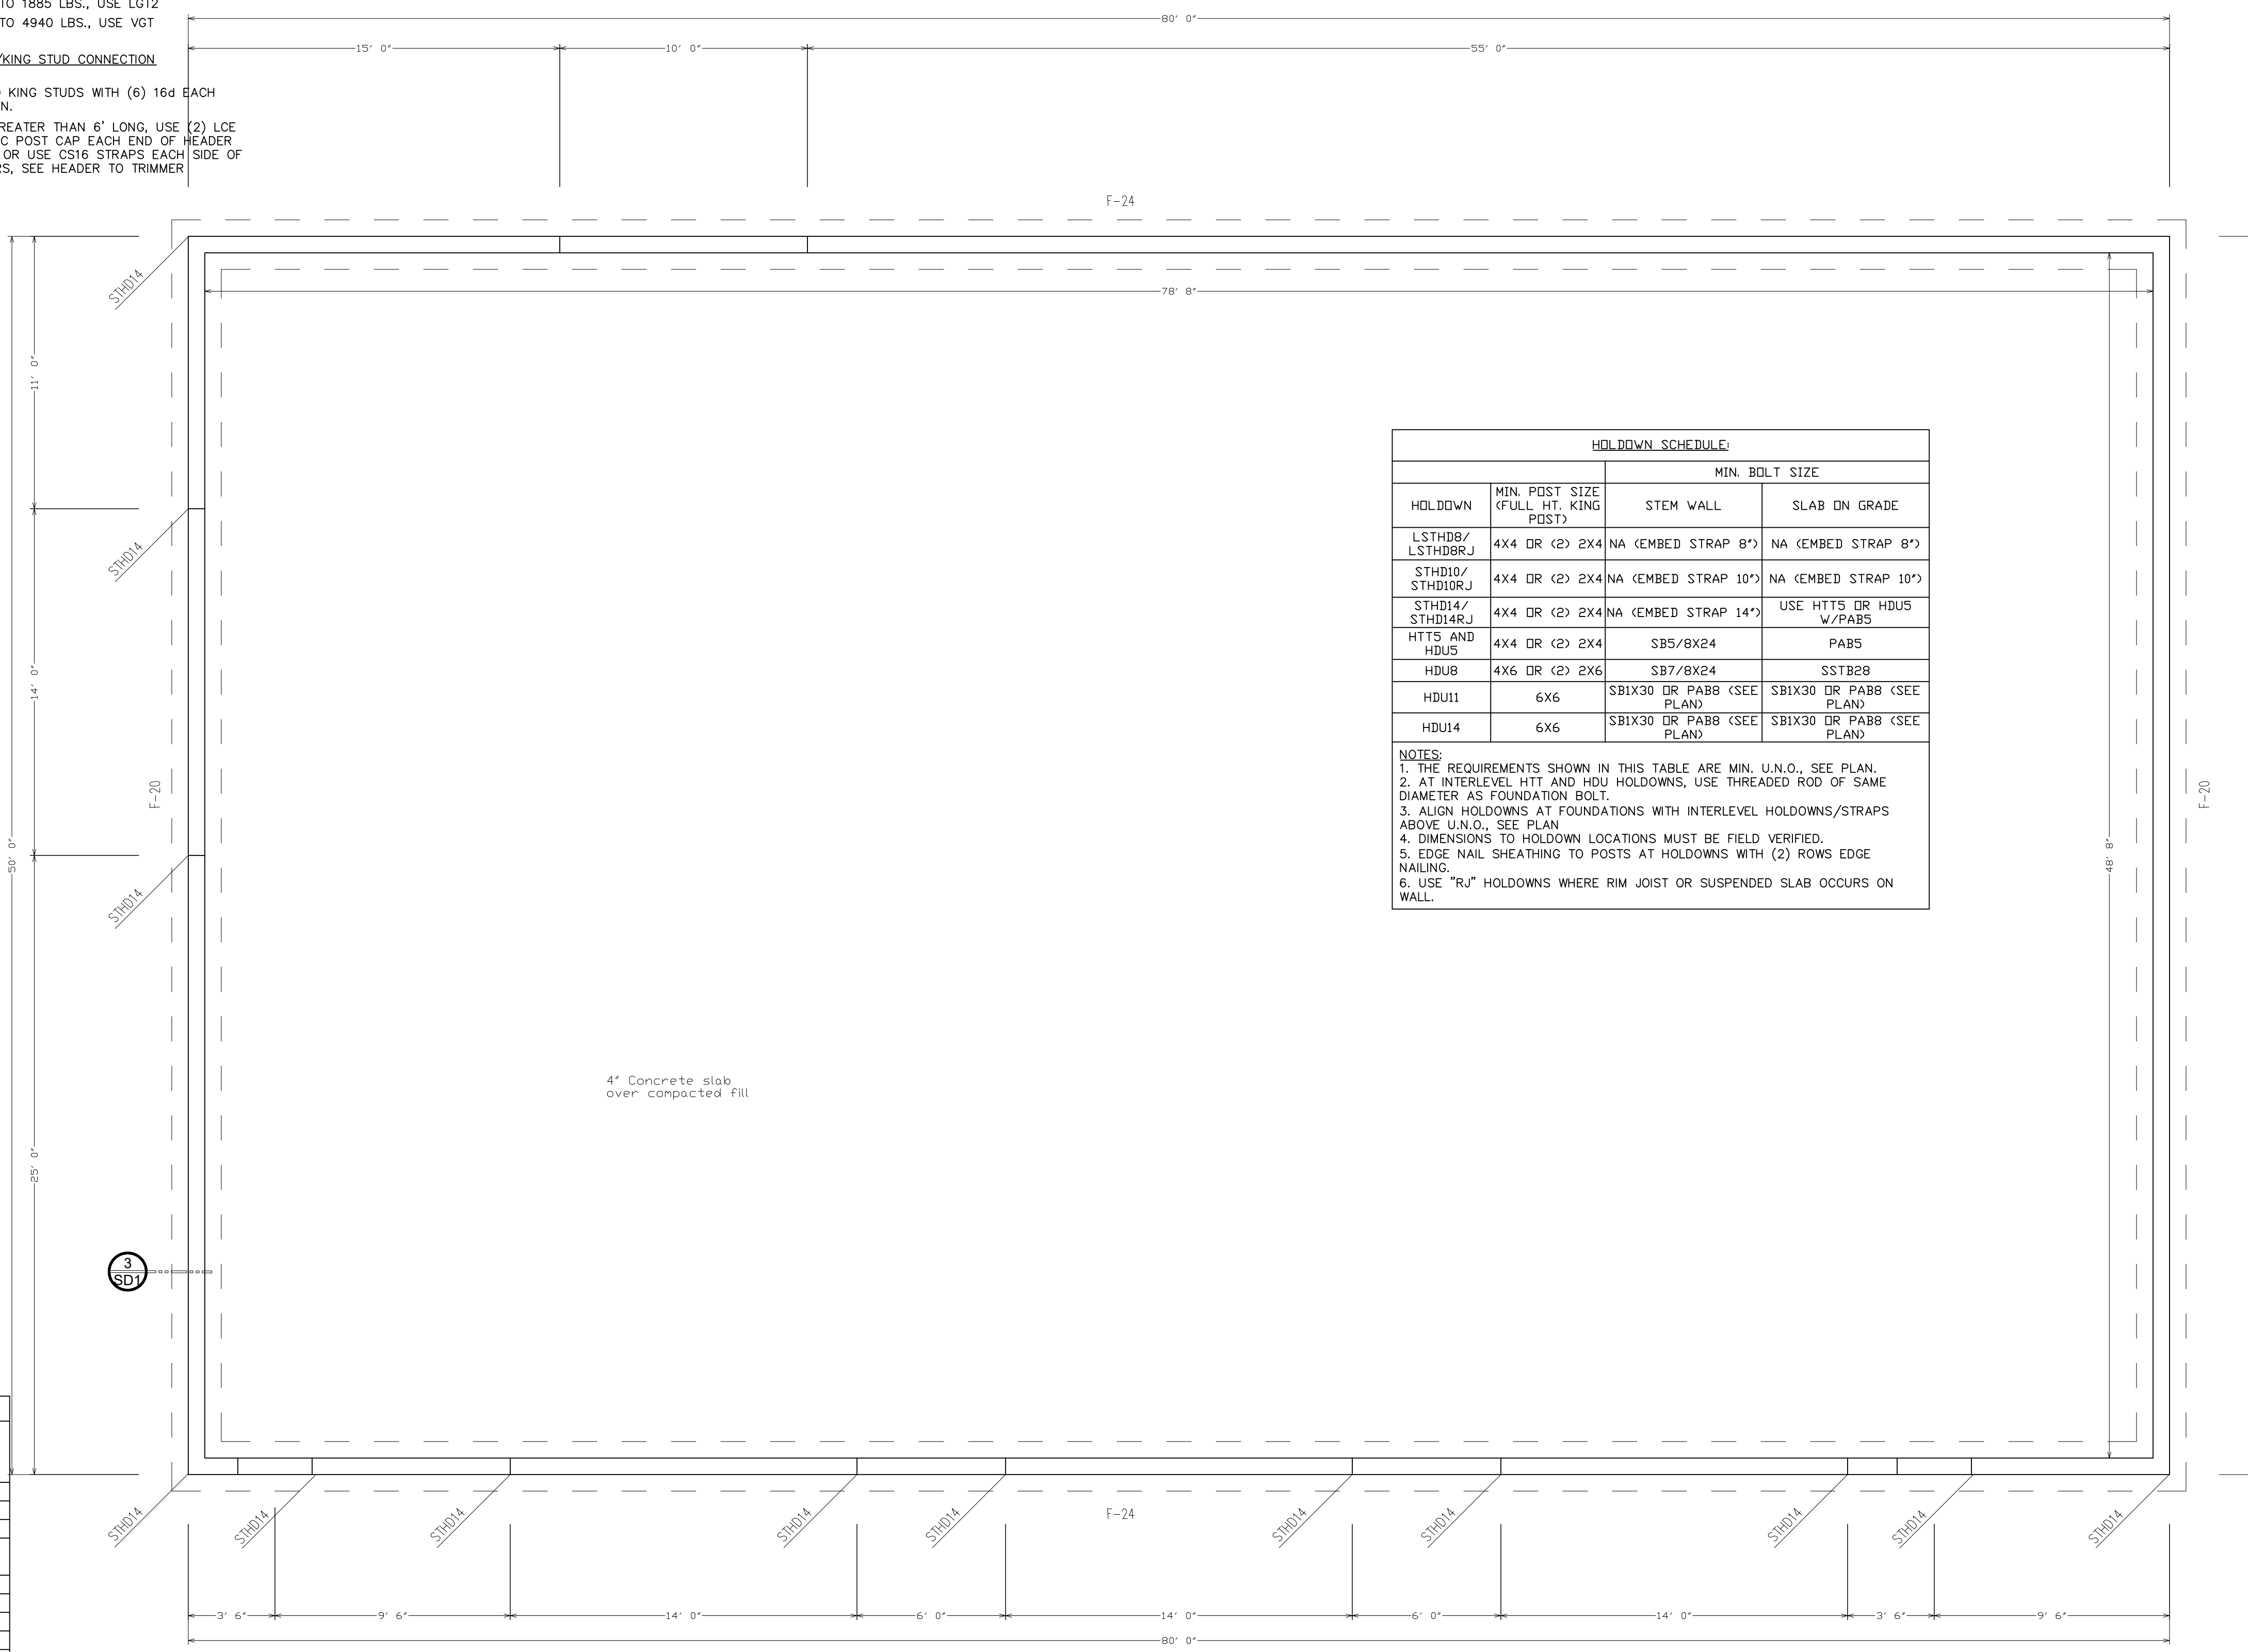 TO 1885 LBS., USE LGT2
TO 4940 LBS., USE VGT
/KING STUD CONNECTION
KING STUDS WITH (6) 16d EACH
N.
REATER THAN 6' LONG, USE (2) LCE
C POST CAP EACH END OF HEADER
OR USE CS16 STRAPS EACH SIDE OF
RS, SEE HEADER TO TRIMMER
80' 0"
15' 0"
10' 0"
55' 0"
F-24
STHD14
78' 8"
11' 0"
STHD14
14' 0"
F-20
50' 0"
STHD14
25' 0"
3
SD1
HOLDOWN SCHEDULE:
MIN. BOLT SIZE
HOLDOWN
MIN. POST SIZE
(FULL HT. KING
POST)
STEM WALL
SLAB ON GRADE
LSTHD8/
LSTHD8RJ
4X4 OR (2) 2X4
NA (EMBED STRAP 8")
NA (EMBED STRAP 8")
STHD10/
STHD10RJ
4X4 OR (2) 2X4
NA (EMBED STRAP 10")
NA (EMBED STRAP 10")
STHD14/
STHD14RJ
4X4 OR (2) 2X4
NA (EMBED STRAP 14")
USE HTT5 OR HDU5
W/PAB5
HTT5 AND
HDU5
4X4 OR (2) 2X4
SB5/8X24
PAB5
HDU8
4X6 OR (2) 2X6
SB7/8X24
SSTB28
HDU11
6X6
SB1X30 OR PAB8 (SEE
PLAN)
SB1X30 OR PAB8 (SEE
PLAN)
HDU14
6X6
SB1X30 OR PAB8 (SEE
PLAN)
SB1X30 OR PAB8 (SEE
PLAN)
NOTES:
1. THE REQUIREMENTS SHOWN IN THIS TABLE ARE MIN. U.N.O., SEE PLAN.
2. AT INTERLEVEL HTT AND HDU HOLDOWNS, USE THREADED ROD OF SAME
DIAMETER AS FOUNDATION BOLT.
3. ALIGN HOLDOWNS AT FOUNDATIONS WITH INTERLEVEL HOLDOWNS/STRAPS
ABOVE U.N.O., SEE PLAN
4. DIMENSIONS TO HOLDOWN LOCATIONS MUST BE FIELD VERIFIED.
5. EDGE NAIL SHEATHING TO POSTS AT HOLDOWNS WITH (2) ROWS EDGE
NAILING.
6. USE "RJ" HOLDOWNS WHERE RIM JOIST OR SUSPENDED SLAB OCCURS ON
WALL.
48' 8"
F-20
4" Concrete slab
over compacted fill
STHD14
STHD14
STHD14
STHD14
STHD14
F-24
STHD14
STHD14
STHD14
STHD14
STHD14
3' 6"
9' 6"
14' 0"
6' 0"
14' 0"
6' 0"
14' 0"
3' 6"
9' 6"
80' 0"